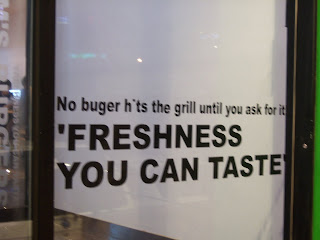 No buger h`ts the grill until you ask for it
'FRESHNESS
YOU CAN TASTE'